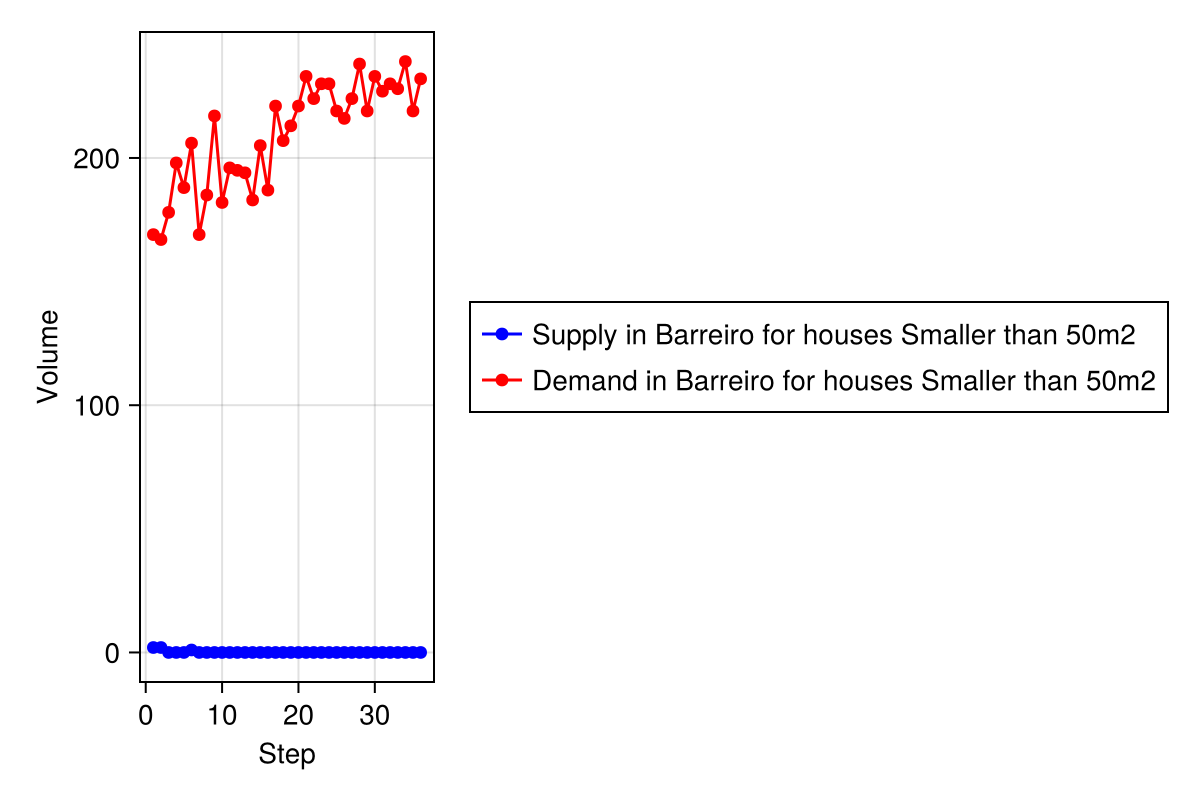 200
Volume
100
0
0 10 20 30
Step
Supply in Barreiro for houses Smaller than 50m2
Demand in Barreiro for houses Smaller than 50m2